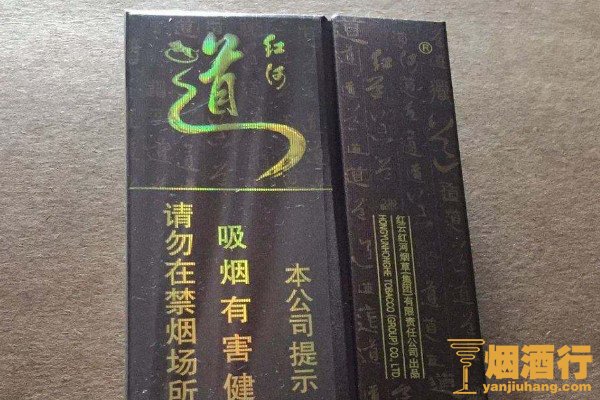 红河
道
®
本公司提示
吸烟有害健
请勿在禁烟场所
红云红河烟草(集团)有限责任公司出品
HONGYUNHONGHE TOBACCO (GROUP) CO., LTD
烟酒行
yanjiuhang.com